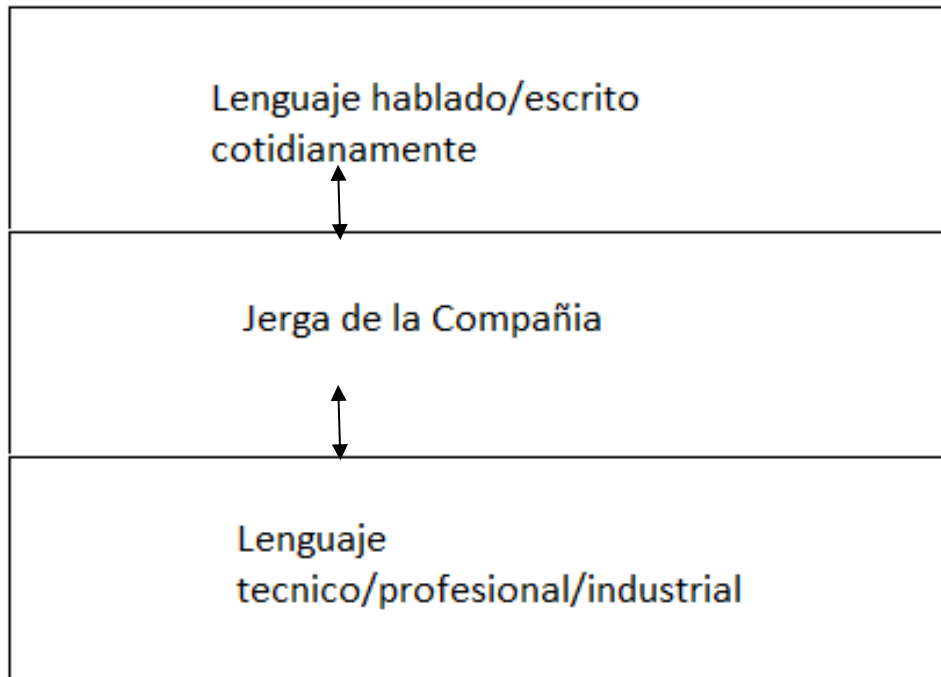 Lenguaje hablado/escrito
cotidianamente
Jerga de la Compañia
Lenguaje
tecnico/profesional/industrial